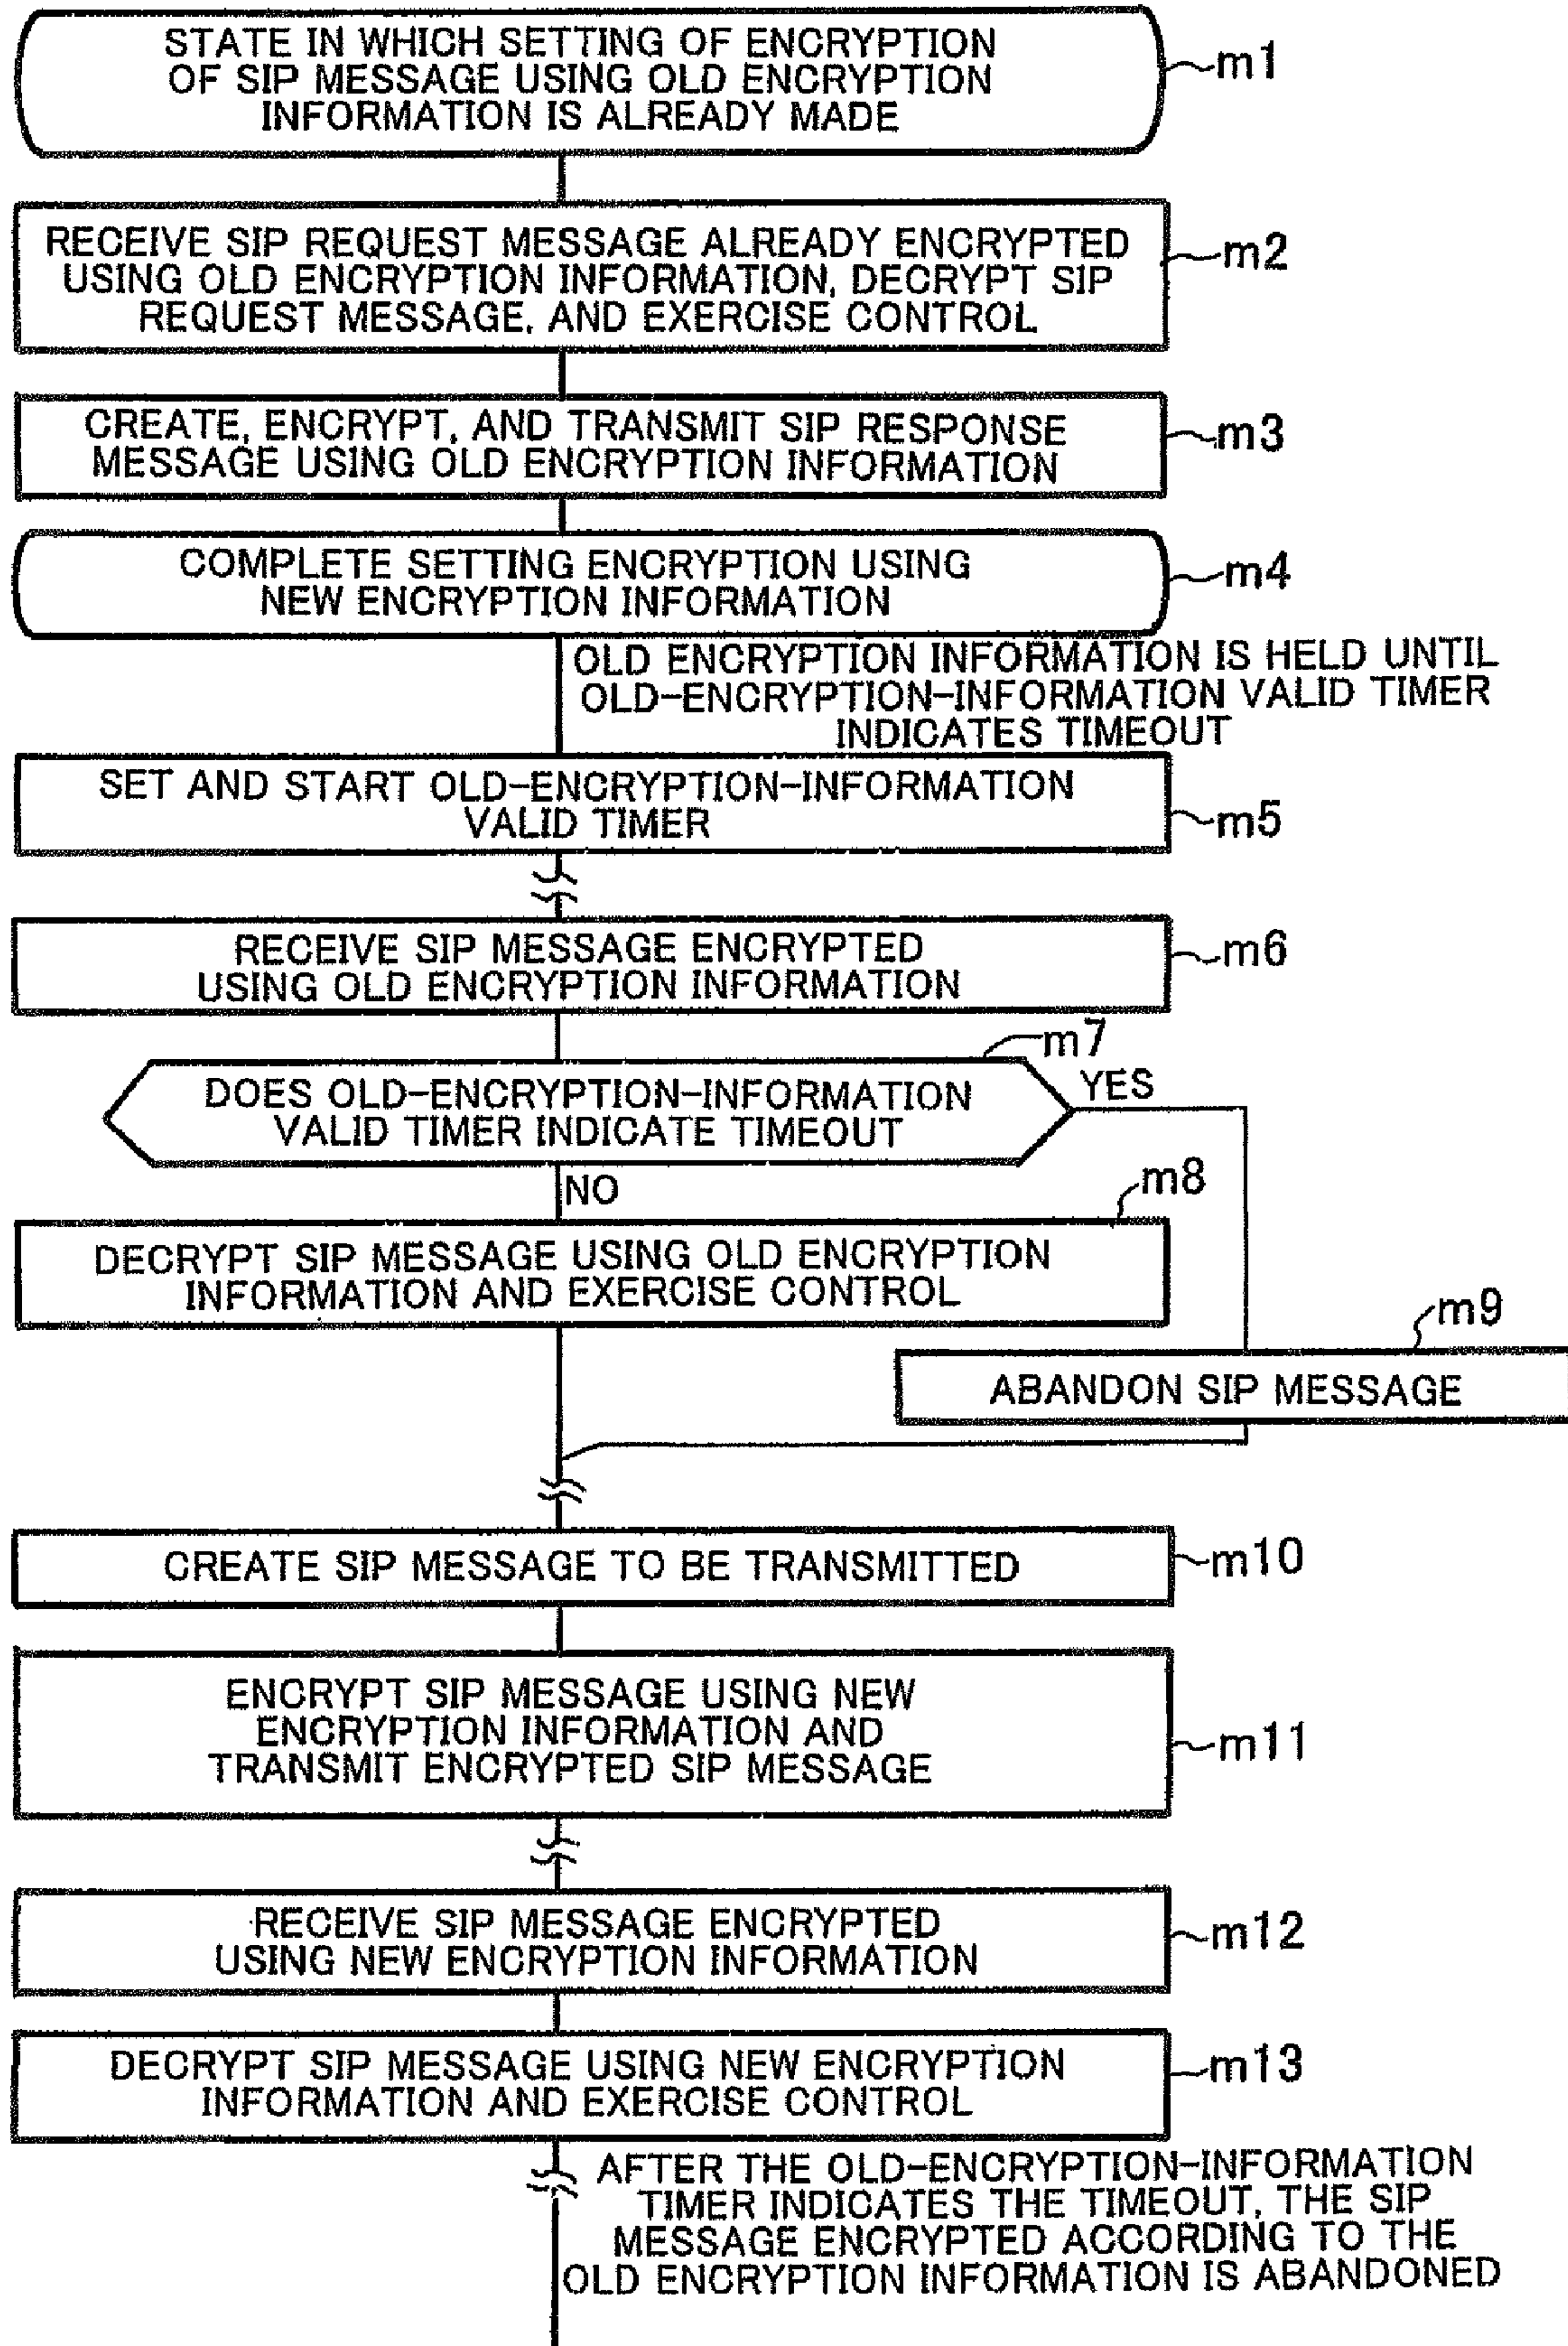 STATE IN WHICH SETTING OF ENCRYPTION
OF SIP MESSAGE USING OLD ENCRYPTION
INFORMATION IS ALREADY MADE
m1
RECEIVE SIP REQUEST MESSAGE ALREADY ENCRYPTED
USING OLD ENCRYPTION INFORMATION, DECRYPT SIP
REQUEST MESSAGE, AND EXERCISE CONTROL
m2
CREATE, ENCRYPT, AND TRANSMIT SIP RESPONSE
MESSAGE USING OLD ENCRYPTION INFORMATION
m3
COMPLETE SETTING ENCRYPTION USING
NEW ENCRYPTION INFORMATION
m4
OLD ENCRYPTION INFORMATION IS HELD UNTIL
OLD-ENCRYPTION-INFORMATION VALID TIMER
INDICATES TIMEOUT
SET AND START OLD-ENCRYPTION-INFORMATION
VALID TIMER
m5
RECEIVE SIP MESSAGE ENCRYPTED
USING OLD ENCRYPTION INFORMATION
m6
m7
DOES OLD-ENCRYPTION-INFORMATION
VALID TIMER INDICATE TIMEOUT
YES
NO
m8
DECRYPT SIP MESSAGE USING OLD ENCRYPTION
INFORMATION AND EXERCISE CONTROL
m9
ABANDON SIP MESSAGE
CREATE SIP MESSAGE TO BE TRANSMITTED
m10
ENCRYPT SIP MESSAGE USING NEW
ENCRYPTION INFORMATION AND
TRANSMIT ENCRYPTED SIP MESSAGE
m11
RECEIVE SIP MESSAGE ENCRYPTED
USING NEW ENCRYPTION INFORMATION
m12
DECRYPT SIP MESSAGE USING NEW ENCRYPTION
INFORMATION AND EXERCISE CONTROL
m13
AFTER THE OLD-ENCRYPTION-INFORMATION
TIMER INDICATES THE TIMEOUT, THE SIP
MESSAGE ENCRYPTED ACCORDING TO THE
OLD ENCRYPTION INFORMATION IS ABANDONED